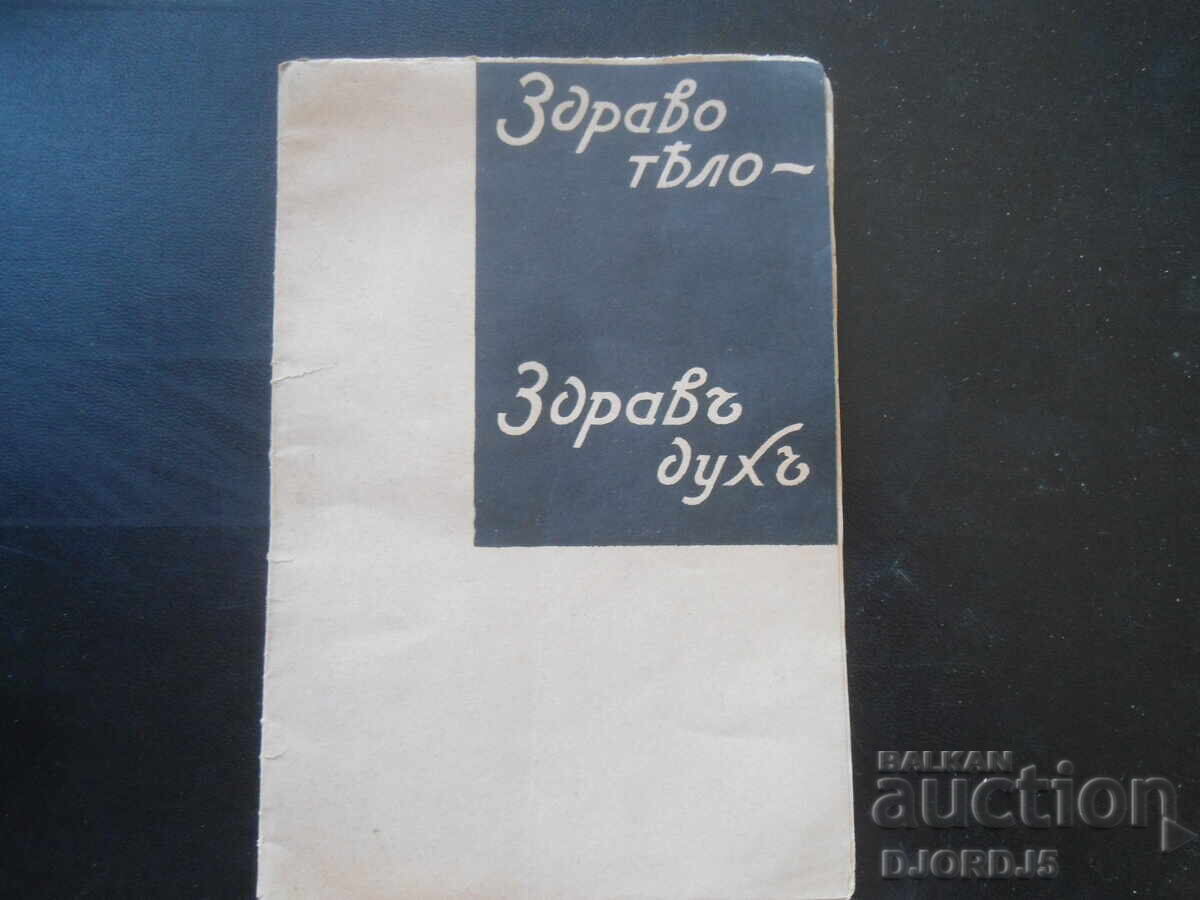 Здраво
тѣло-
Здравъ
духъ
BALKAN
auction
DJORDJ5